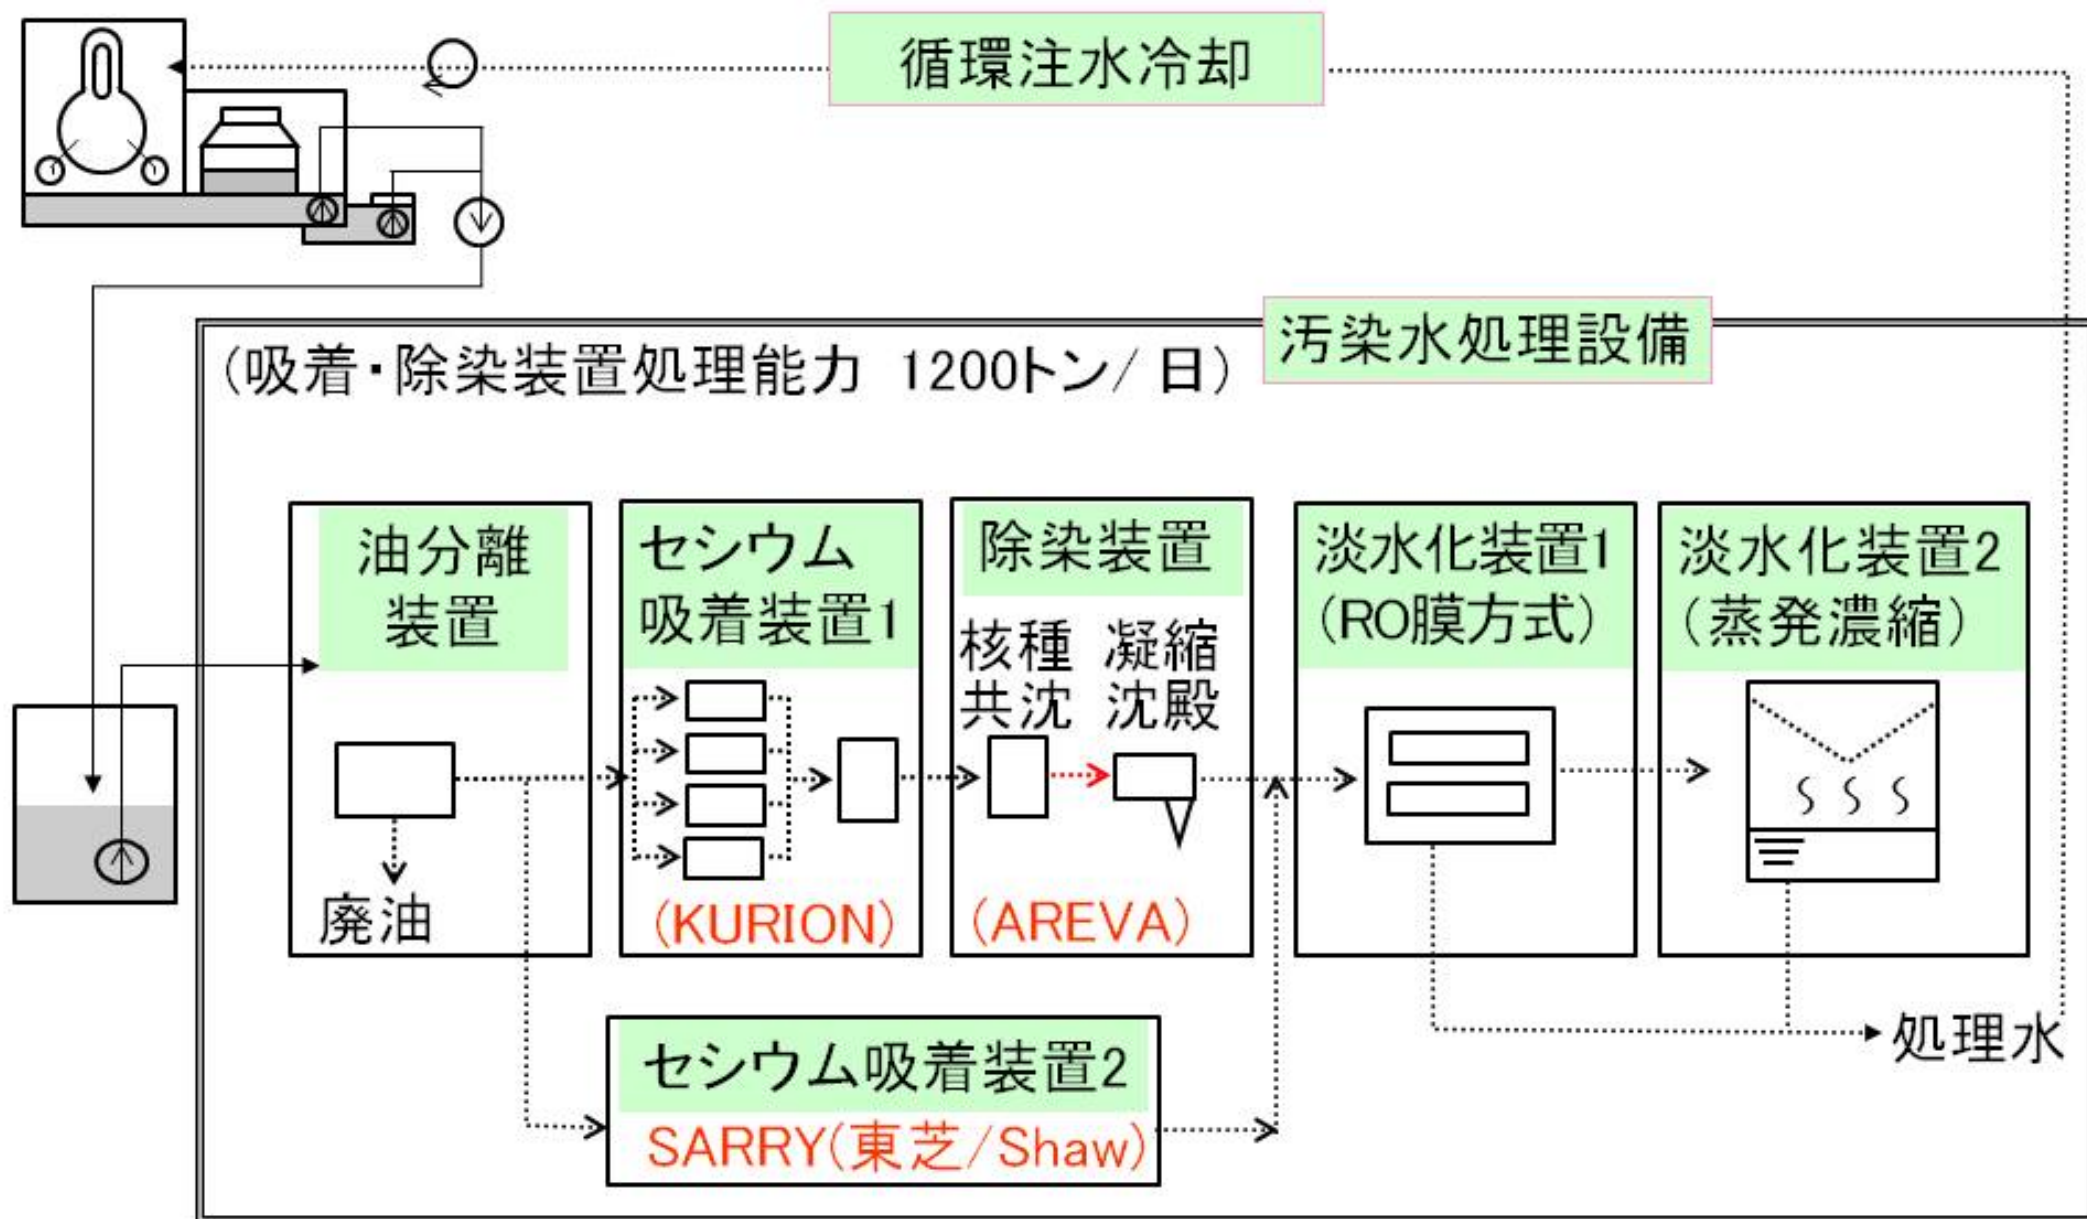 循環注水冷却
汚染水処理設備
(吸着・除染装置処理能力 1200トン/ 日)
油分離
装置
廃油
セシウム
吸着装置1
(KURION)
除染装置
核種 凝縮
共沈 沈殿
(AREVA)
淡水化装置1
(RO膜方式)
淡水化装置2
(蒸発濃縮)
処理水
セシウム吸着装置2
SARRY(東芝/Shaw)